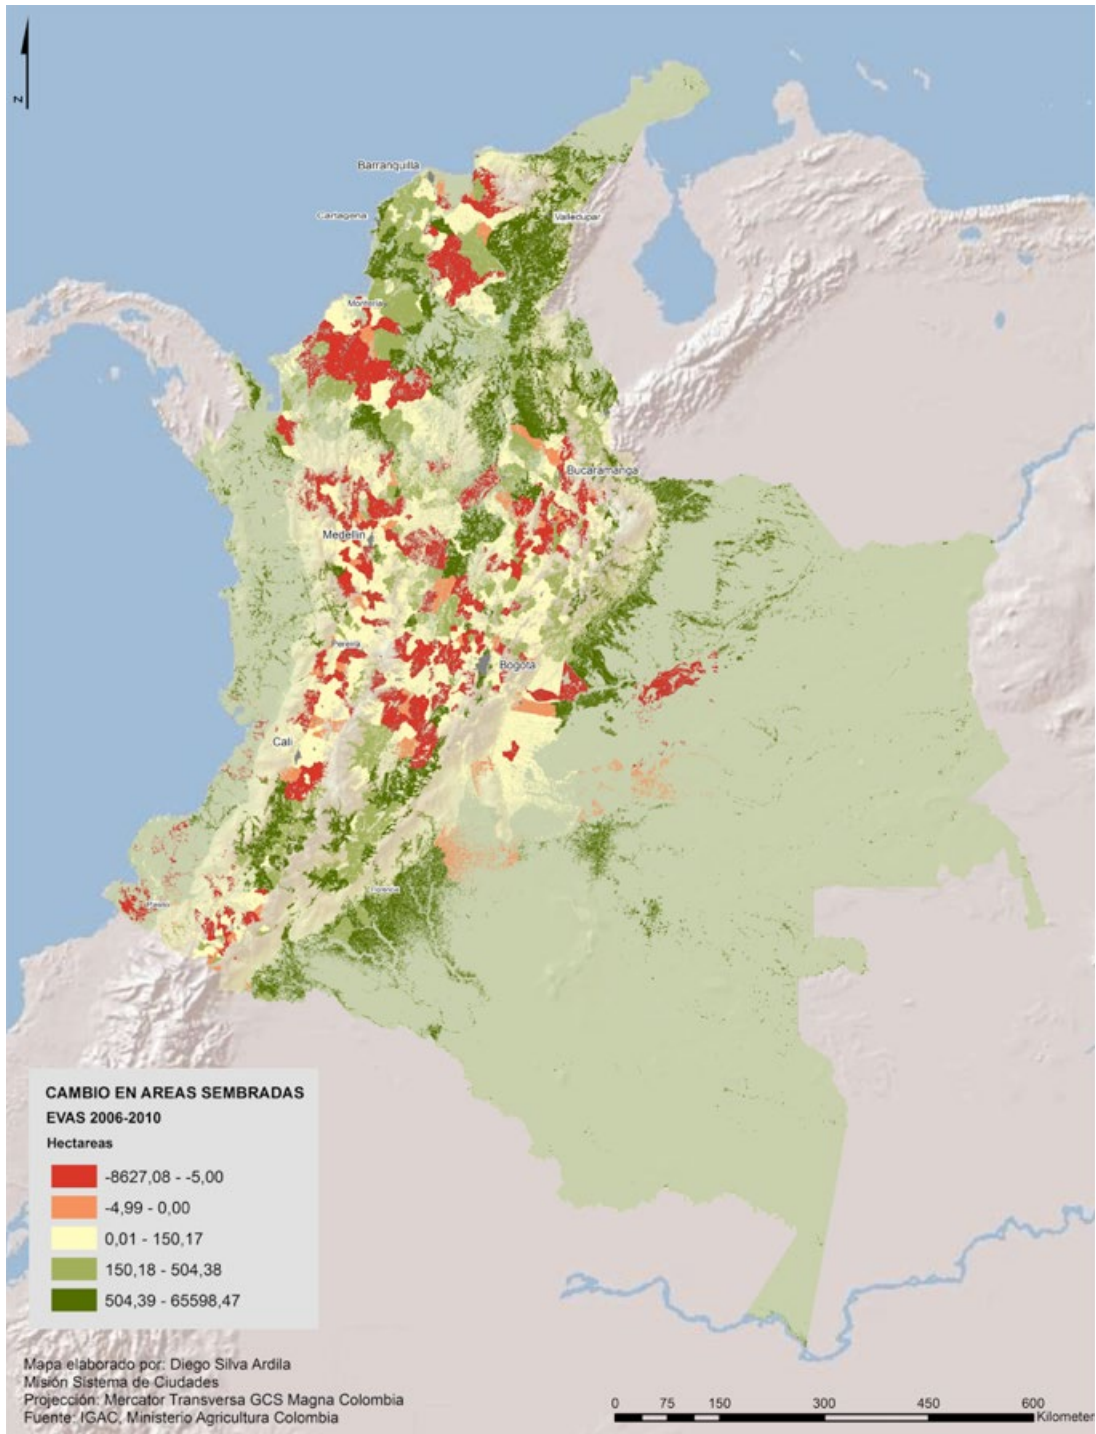 N
Barranquilla
Cartagena
Valledupar
Monteria
Bucaramanga
Medellin
Pereira
Bogota
Cali
Florencia
Pasto
CAMBIO EN AREAS SEMBRADAS
EVAS 2006-2010
Hectareas
-8627,08 - -5,00
-4,99 - 0,00
0,01 - 150,17
150,18 - 504,38
504,39 - 65598,47
Mapa elaborado por: Diego Silva Ardila
Misión Sistema de Ciudades
Projección: Mercator Transversa GCS Magna Colombia
Fuente: IGAC, Ministerio Agricultura Colombia
0 75 150 300 450 600
Kilometer